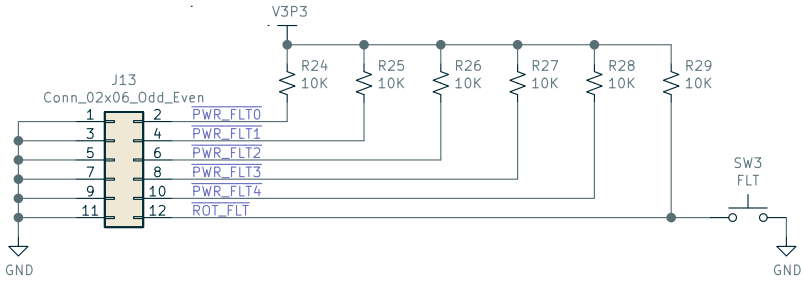 V3P3
R24
10K
R25
10K
R26
10K
R27
10K
R28
10K
R29
10K
J13
Conn_02x06_Odd_Even
1 2 PWR_FLT0
3 4 PWR_FLT1
5 6 PWR_FLT2
7 8 PWR_FLT3
9 10 PWR_FLT4
11 12 ROT_FLT
SW3
FLT
GND
GND